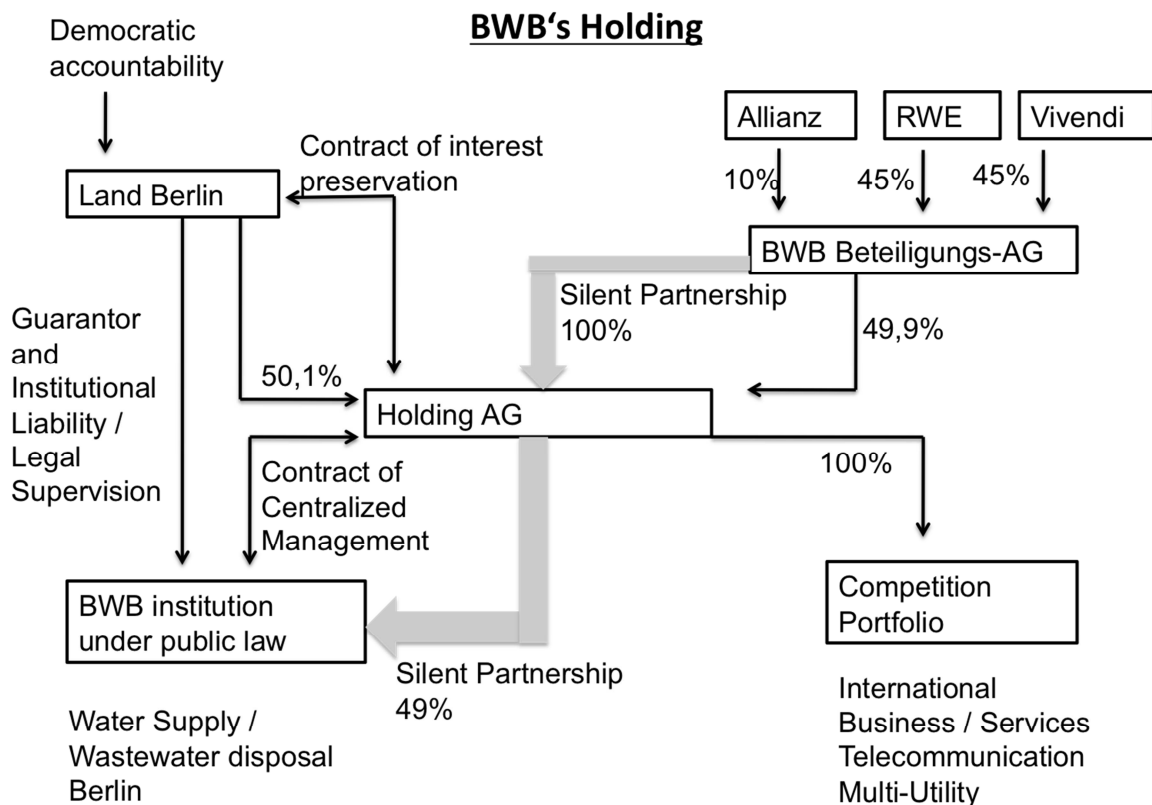 BWB‘s Holding
Democratic
accountability
Allianz
RWE
Vivendi
Contract of interest
preservation
10%
45%
45%
Land Berlin
BWB Beteiligungs-AG
Silent Partnership
100%
49,9%
Guarantor
and
Institutional
Liability /
Legal
Supervision
50,1%
Holding AG
100%
Contract of
Centralized
Management
BWB institution
under public law
Competition
Portfolio
Silent Partnership
49%
Water Supply /
Wastewater disposal
Berlin
International
Business / Services
Telecommunication
Multi-Utility